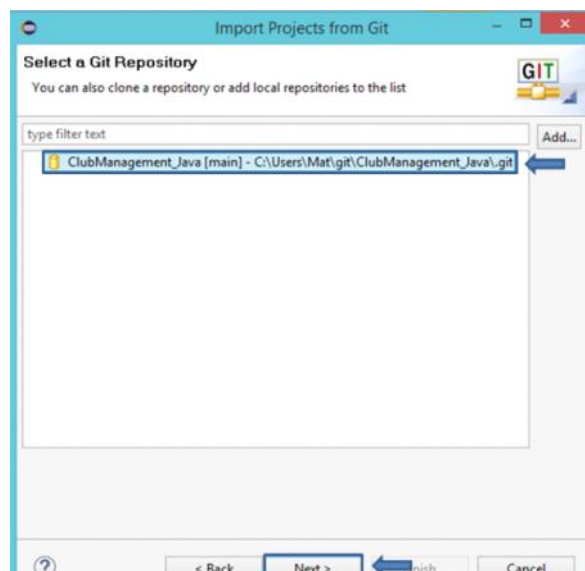 Import Projects from Git
Select a Git Repository
You can also clone a repository or add local repositories to the list
GIT
type filter text
Add...
ClubManagement_Java [main] - C:\Users\Mat\git\ClubManagement_Java\.git
?
< Back
Next >
nish
Cancel